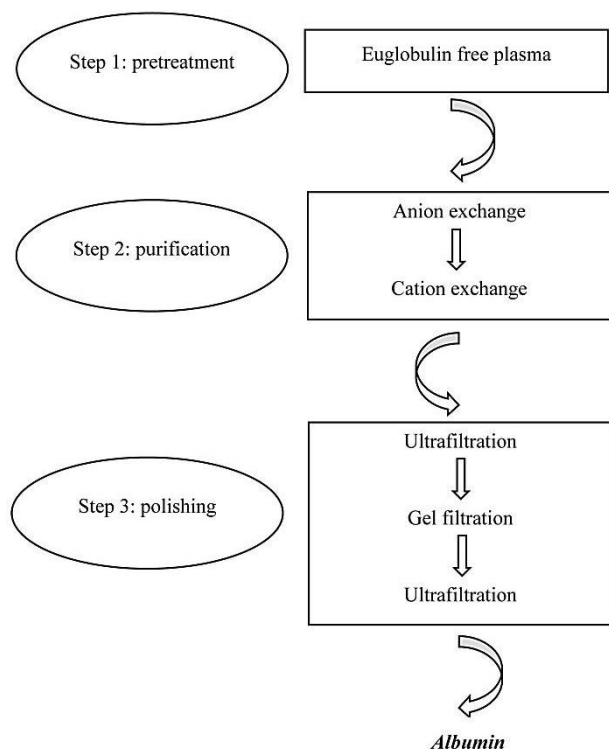 Step 1: pretreatment
Euglobulin free plasma
Step 2: purification
Anion exchange
Cation exchange
Step 3: polishing
Ultrafiltration
Gel filtration
Ultrafiltration
Albumin